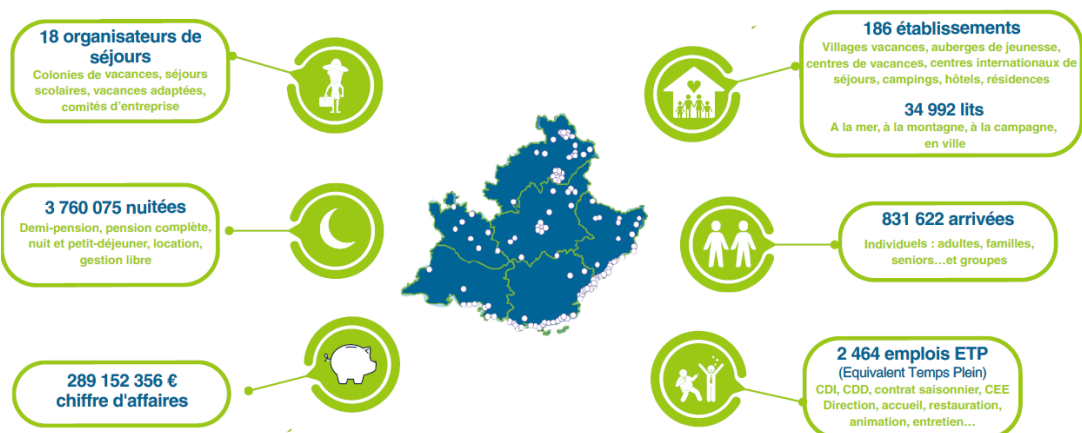 18 organisateurs de
séjours
Colonies de vacances, séjours
scolaires, vacances adaptées,
comités d'entreprise
186 établissements
Villages vacances, auberges de jeunesse,
centres de vacances, centres internationaux de
séjours, campings, hôtels, résidences
34 992 lits
A la mer, à la montagne, à la campagne,
en ville
3 760 075 nuitées
Demi-pension, pension complète,
nuit et petit-déjeuner, location,
gestion libre
831 622 arrivées
Individuels : adultes, familles,
seniors...et groupes
289 152 356 €
chiffre d'affaires
2 464 emplois ETP
(Equivalent Temps Plein)
CDI, CDD, contrat saisonnier, CEE
Direction, accueil, restauration,
animation, entretien...